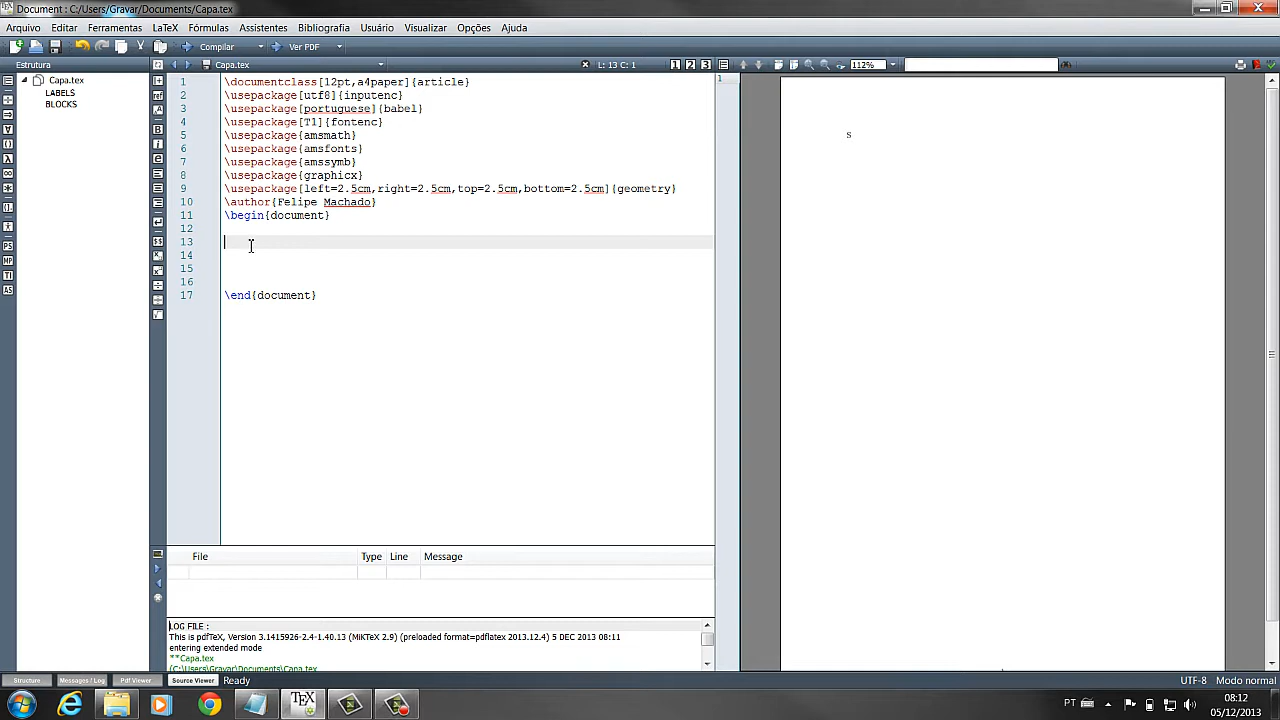 Document : C:/Users/Gravar/Documents/Capa.tex
Arquivo Editar Ferramentas LaTeX Fórmulas Assistentes Bibliografia Usuário Visualizar Opções Ajuda
Compilar Ver PDF
Estrutura Capa.tex L: 13 C: 1 1 2 3 112%
Capa.tex
LABELS
BLOCKS
1 \documentclass[12pt,a4paper]{article}
2 \usepackage[utf8]{inputenc}
3 \usepackage[portuguese]{babel}
4 \usepackage[T1]{fontenc}
5 \usepackage{amsmath}
6 \usepackage{amsfonts}
7 \usepackage{amssymb}
8 \usepackage{graphicx}
9 \usepackage[left=2.5cm,right=2.5cm,top=2.5cm,bottom=2.5cm]{geometry}
10 \author{Felipe Machado}
11 \begin{document}
12
13
14
15
16
17 \end{document}
1
s
File Type Line Message
LOG FILE :
This is pdfTeX, Version 3.1415926-2.4-1.40.13 (MiKTeX 2.9) (preloaded format=pdflatex 2013.12.4) 5 DEC 2013 08:11
entering extended mode
**Capa.tex
(C:\Users\Gravar\Documents\Capa.tex
Structure Messages / Log Pdf Viewer Source Viewer Ready UTF-8 Modo normal
PT 08:12
05/12/2013